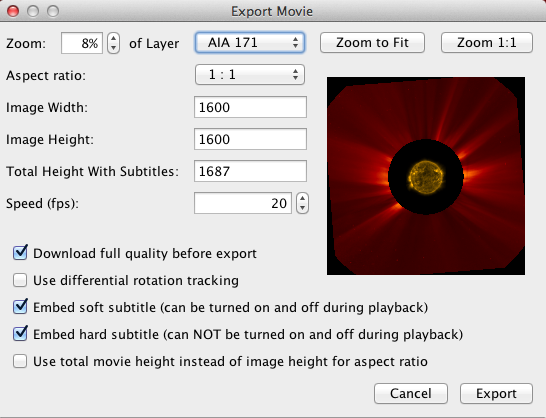 Export Movie
Zoom: 8% of Layer AIA 171 Zoom to Fit Zoom 1:1
Aspect ratio: 1 : 1
Image Width: 1600
Image Height: 1600
Total Height With Subtitles: 1687
Speed (fps): 20
Download full quality before export
Use differential rotation tracking
Embed soft subtitle (can be turned on and off during playback)
Embed hard subtitle (can NOT be turned on and off during playback)
Use total movie height instead of image height for aspect ratio
Cancel Export